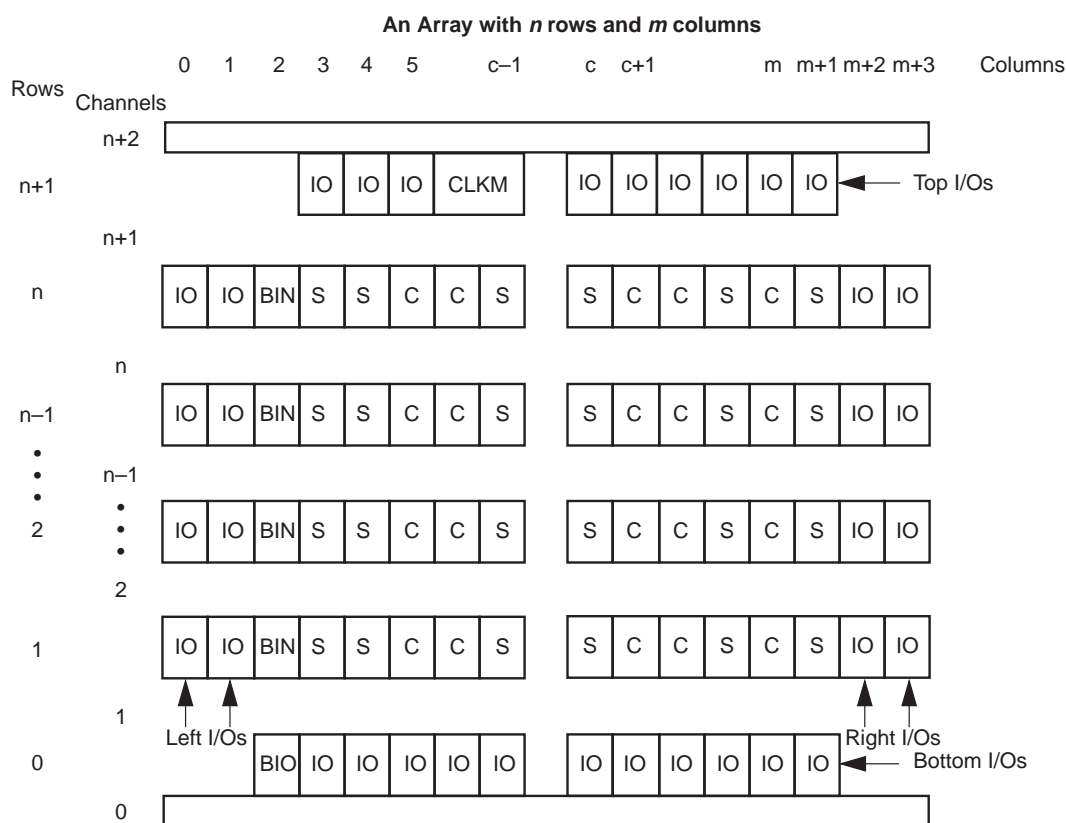 An Array with n rows and m columns
0 1 2 3 4 5 c–1 c c+1 m m+1 m+2 m+3 Columns
Rows
Channels
n+2
n+1 IO IO IO CLKM IO IO IO IO IO IO Top I/Os
n+1
n IO IO BIN S S C C S S C C S C S IO IO
n
n–1 IO IO BIN S S C C S S C C S C S IO IO
n–1
2 IO IO BIN S S C C S S C C S C S IO IO
2
1 IO IO BIN S S C C S S C C S C S IO IO
1
Left I/Os Right I/Os
0 BIO IO IO IO IO IO IO IO IO IO IO IO Bottom I/Os
0